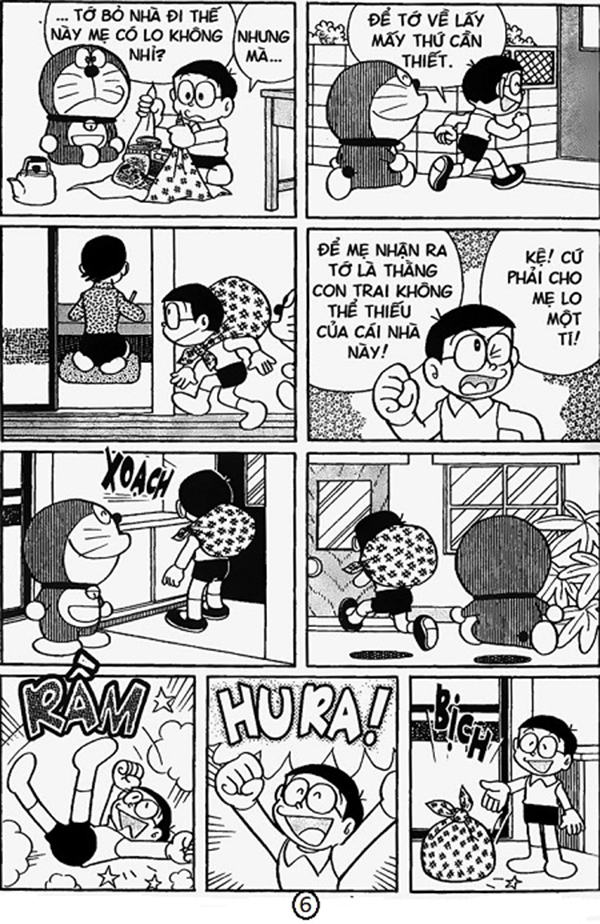 ĐỂ TỚ VỀ LẤY
MẤY THỨ CẦN
THIẾT.
NHƯNG
MÀ...
... TỚ BỎ NHÀ ĐI THẾ
NÀY MẸ CÓ LO KHÔNG
NHỈ?
KỆ! CỨ
PHẢI CHO
MẸ LO
MỘT
TÍ!
ĐỂ MẸ NHẬN RA
TỚ LÀ THẰNG
CON TRAI KHÔNG
THỂ THIẾU
CỦA CÁI NHÀ
NÀY!
XOẠCH
BỊCH
HURA!
RẦM
6